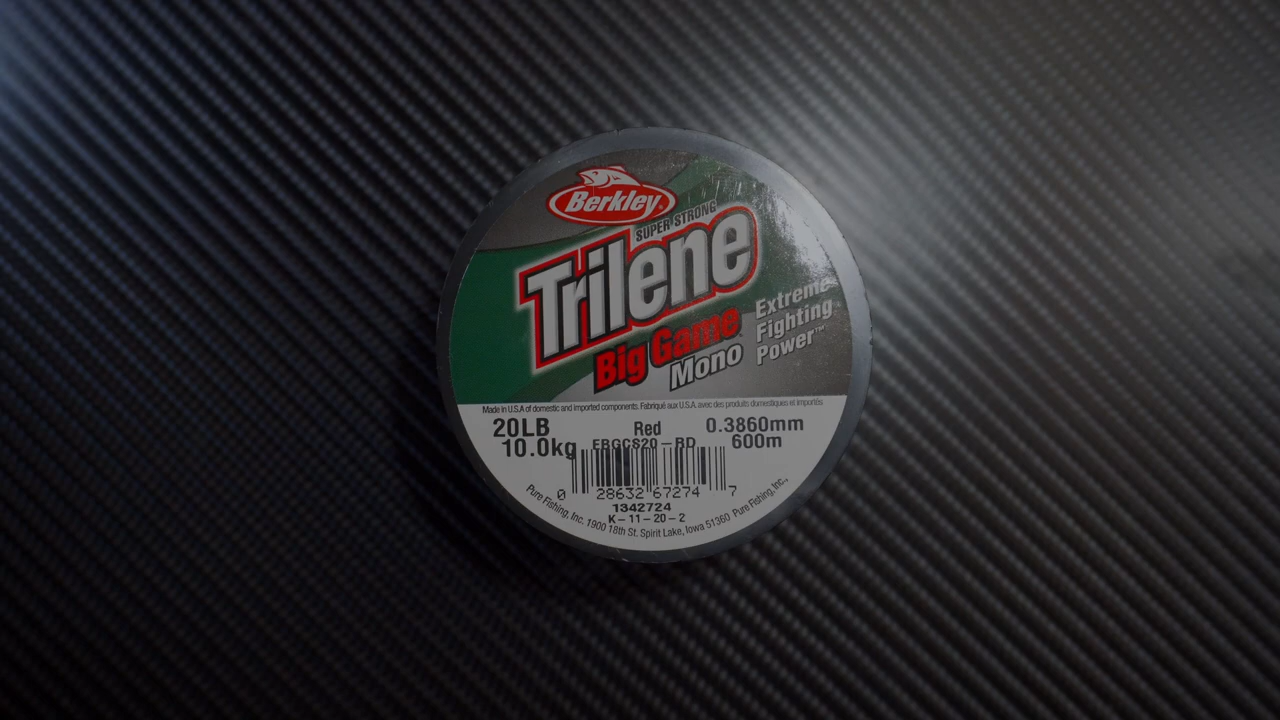 Berkley
SUPER STRONG
Trilene
Big Game
Mono
Extreme
Fighting
Power™
Made in U.S.A of domestic and imported components. Fabriqué aux U.S.A. avec des produits domestiques et importés
20LB Red 0.3860mm
10.0kg EBGCS20-RD 600m
0 28632 67274 7
1342724
K-11-20-2
Pure Fishing, Inc. 1900 18th St. Spirit Lake, Iowa 51360 Pure Fishing, Inc.,